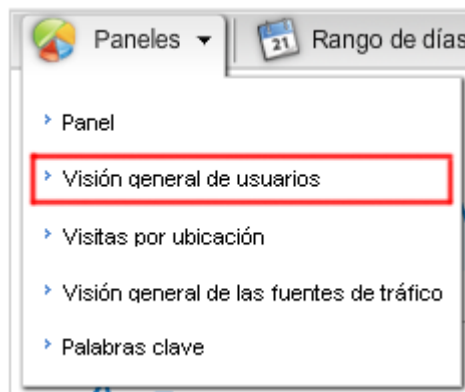 Paneles
21
Rango de días
Panel
Visión general de usuarios
Visitas por ubicación
Visión general de las fuentes de tráfico
Palabras clave